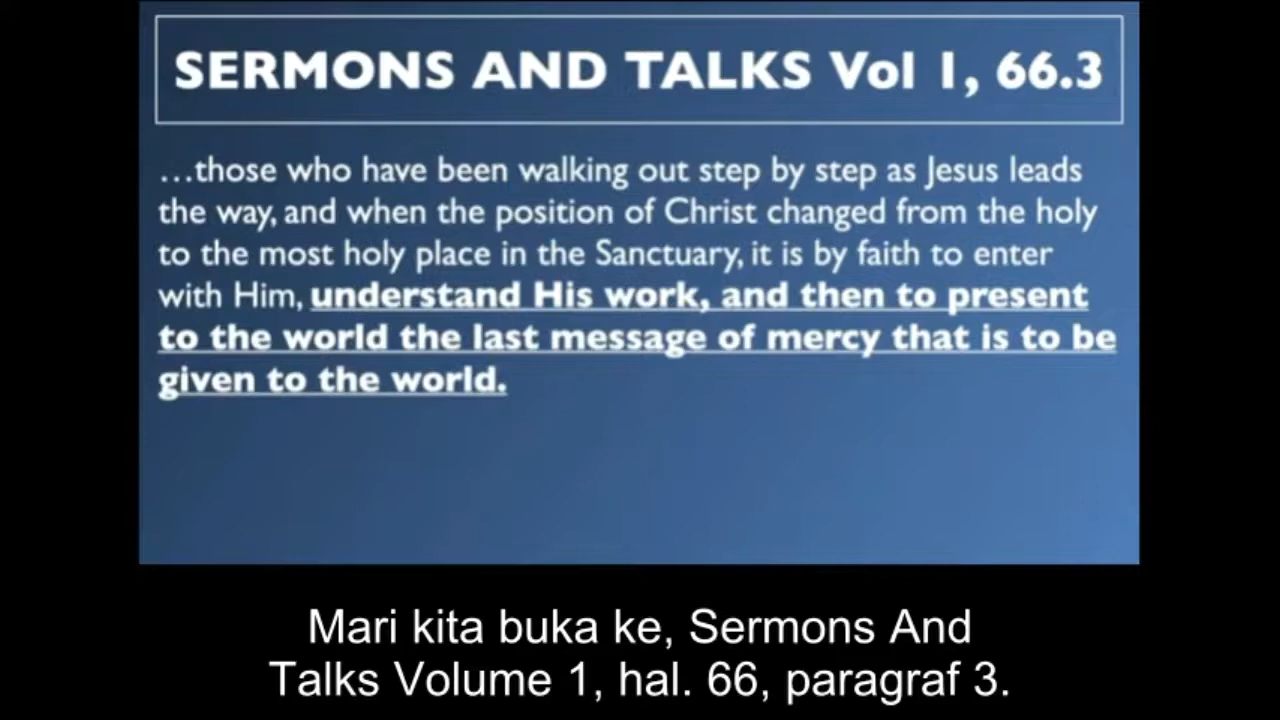 SERMONS AND TALKS Vol 1, 66.3
…those who have been walking out step by step as Jesus leads
the way, and when the position of Christ changed from the holy
to the most holy place in the Sanctuary, it is by faith to enter
with Him, understand His work, and then to present
to the world the last message of mercy that is to be
given to the world.
Mari kita buka ke, Sermons And
Talks Volume 1, hal. 66, paragraf 3.